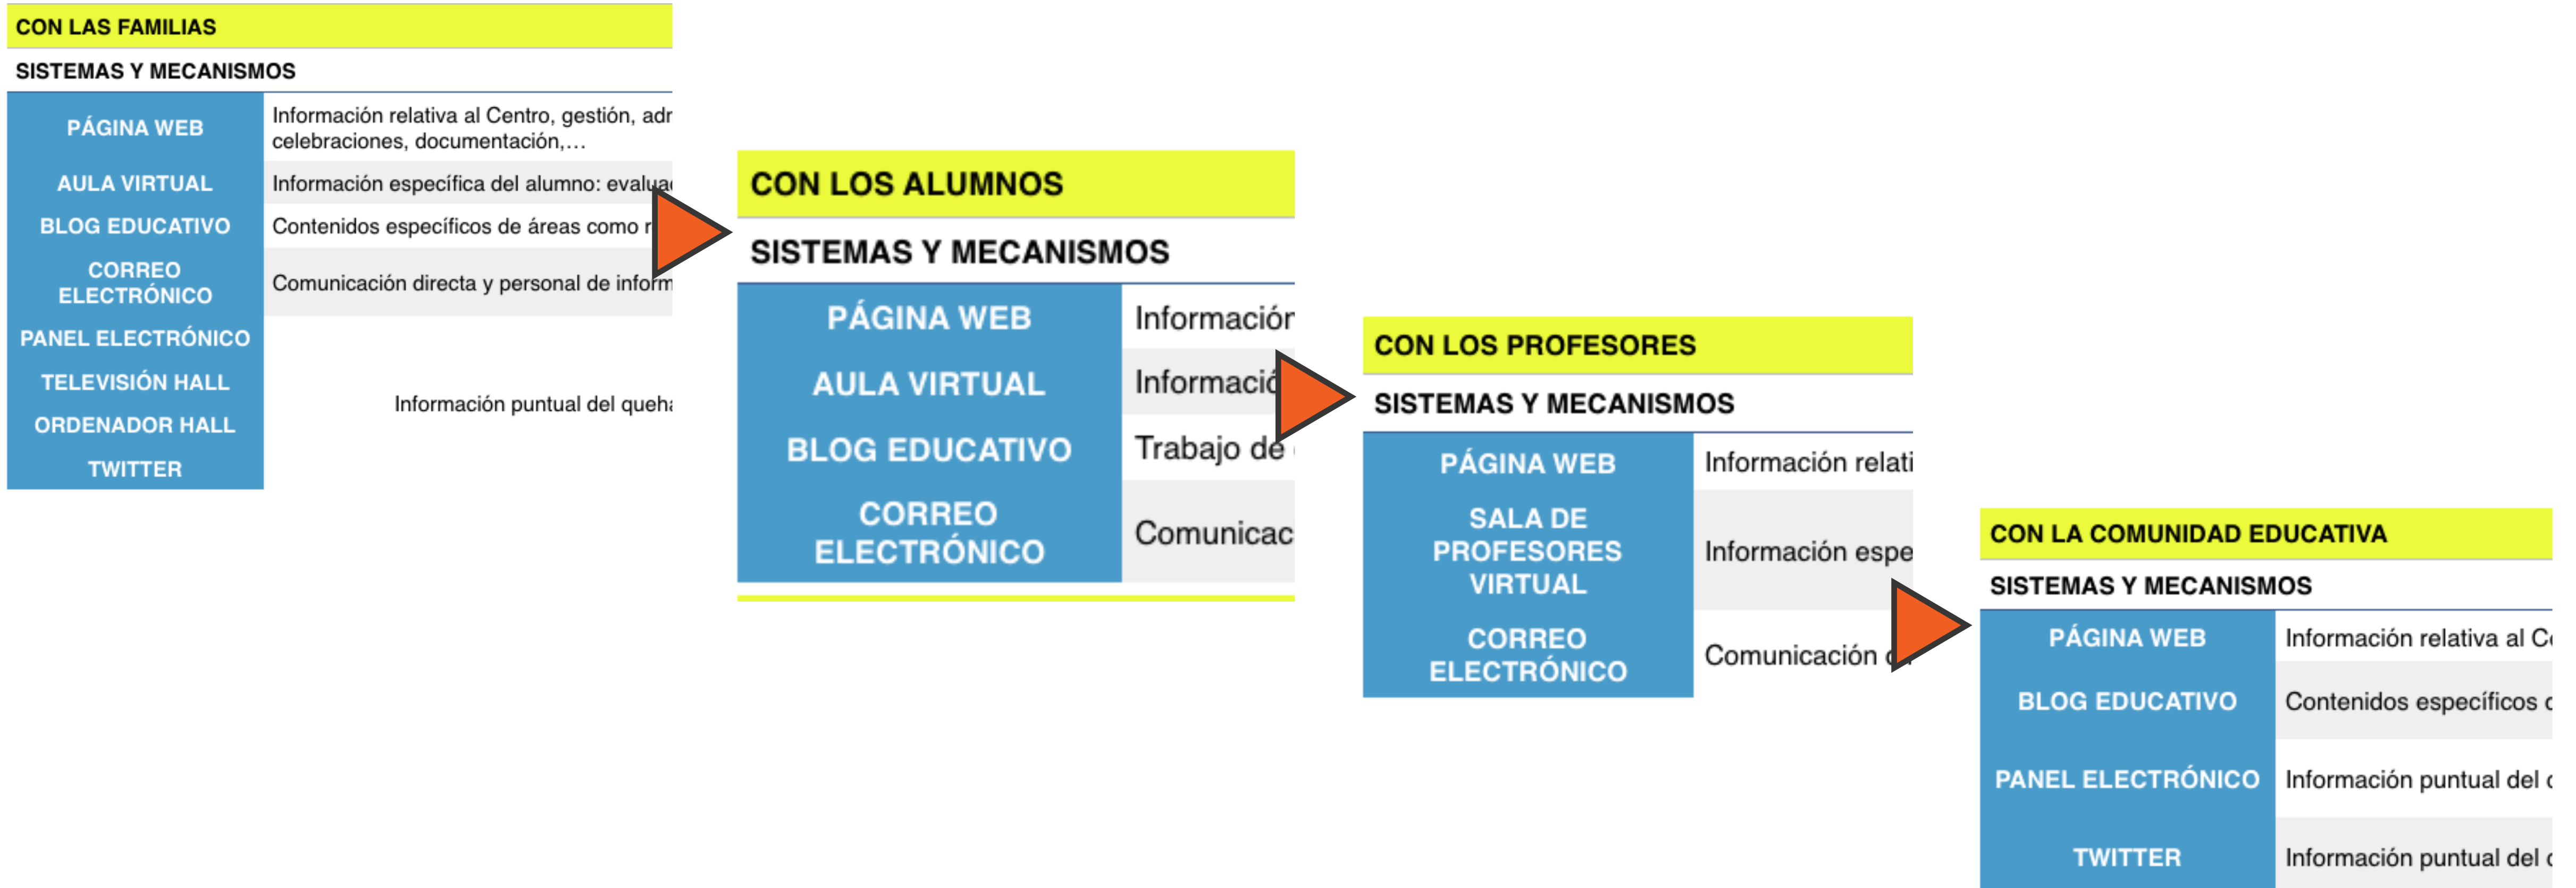 CON LAS FAMILIAS
SISTEMAS Y MECANISMOS
PÁGINA WEB
Información relativa al Centro, gestión, adr
celebraciones, documentación,...
AULA VIRTUAL
Información específica del alumno: evalua
BLOG EDUCATIVO
Contenidos específicos de áreas como r
CORREO
ELECTRÓNICO
Comunicación directa y personal de inform
PANEL ELECTRÓNICO
TELEVISIÓN HALL
ORDENADOR HALL
TWITTER
Información puntual del queha
CON LOS ALUMNOS
SISTEMAS Y MECANISMOS
PÁGINA WEB
Información
AULA VIRTUAL
Informació
BLOG EDUCATIVO
Trabajo de
CORREO
ELECTRÓNICO
Comunicac
CON LOS PROFESORES
SISTEMAS Y MECANISMOS
PÁGINA WEB
Información relati
SALA DE
PROFESORES
VIRTUAL
Información espe
CORREO
ELECTRÓNICO
Comunicación
CON LA COMUNIDAD EDUCATIVA
SISTEMAS Y MECANISMOS
PÁGINA WEB
Información relativa al Ce
BLOG EDUCATIVO
Contenidos específicos
PANEL ELECTRÓNICO
Información puntual del
TWITTER
Información puntual del